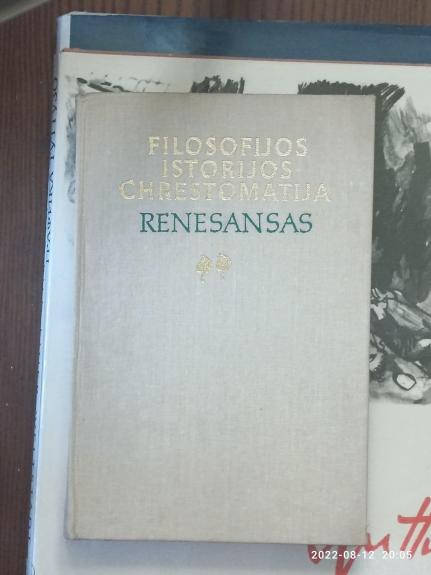 FILOSOFIJOS
ISTORIJOS
CHRESTOMATIJA
RENESANSAS
2022-08-12 20:05